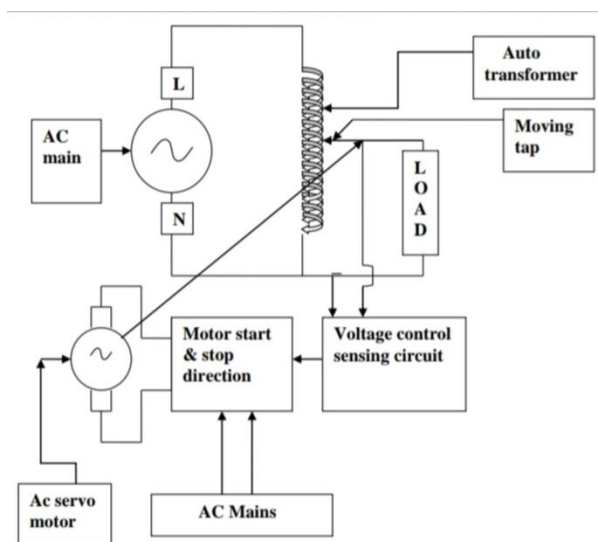 Auto
transformer
L
Moving
tap
AC
main
L
O
A
D
N
Motor start
& stop
direction
Voltage control
sensing circuit
Ac servo
motor
AC Mains